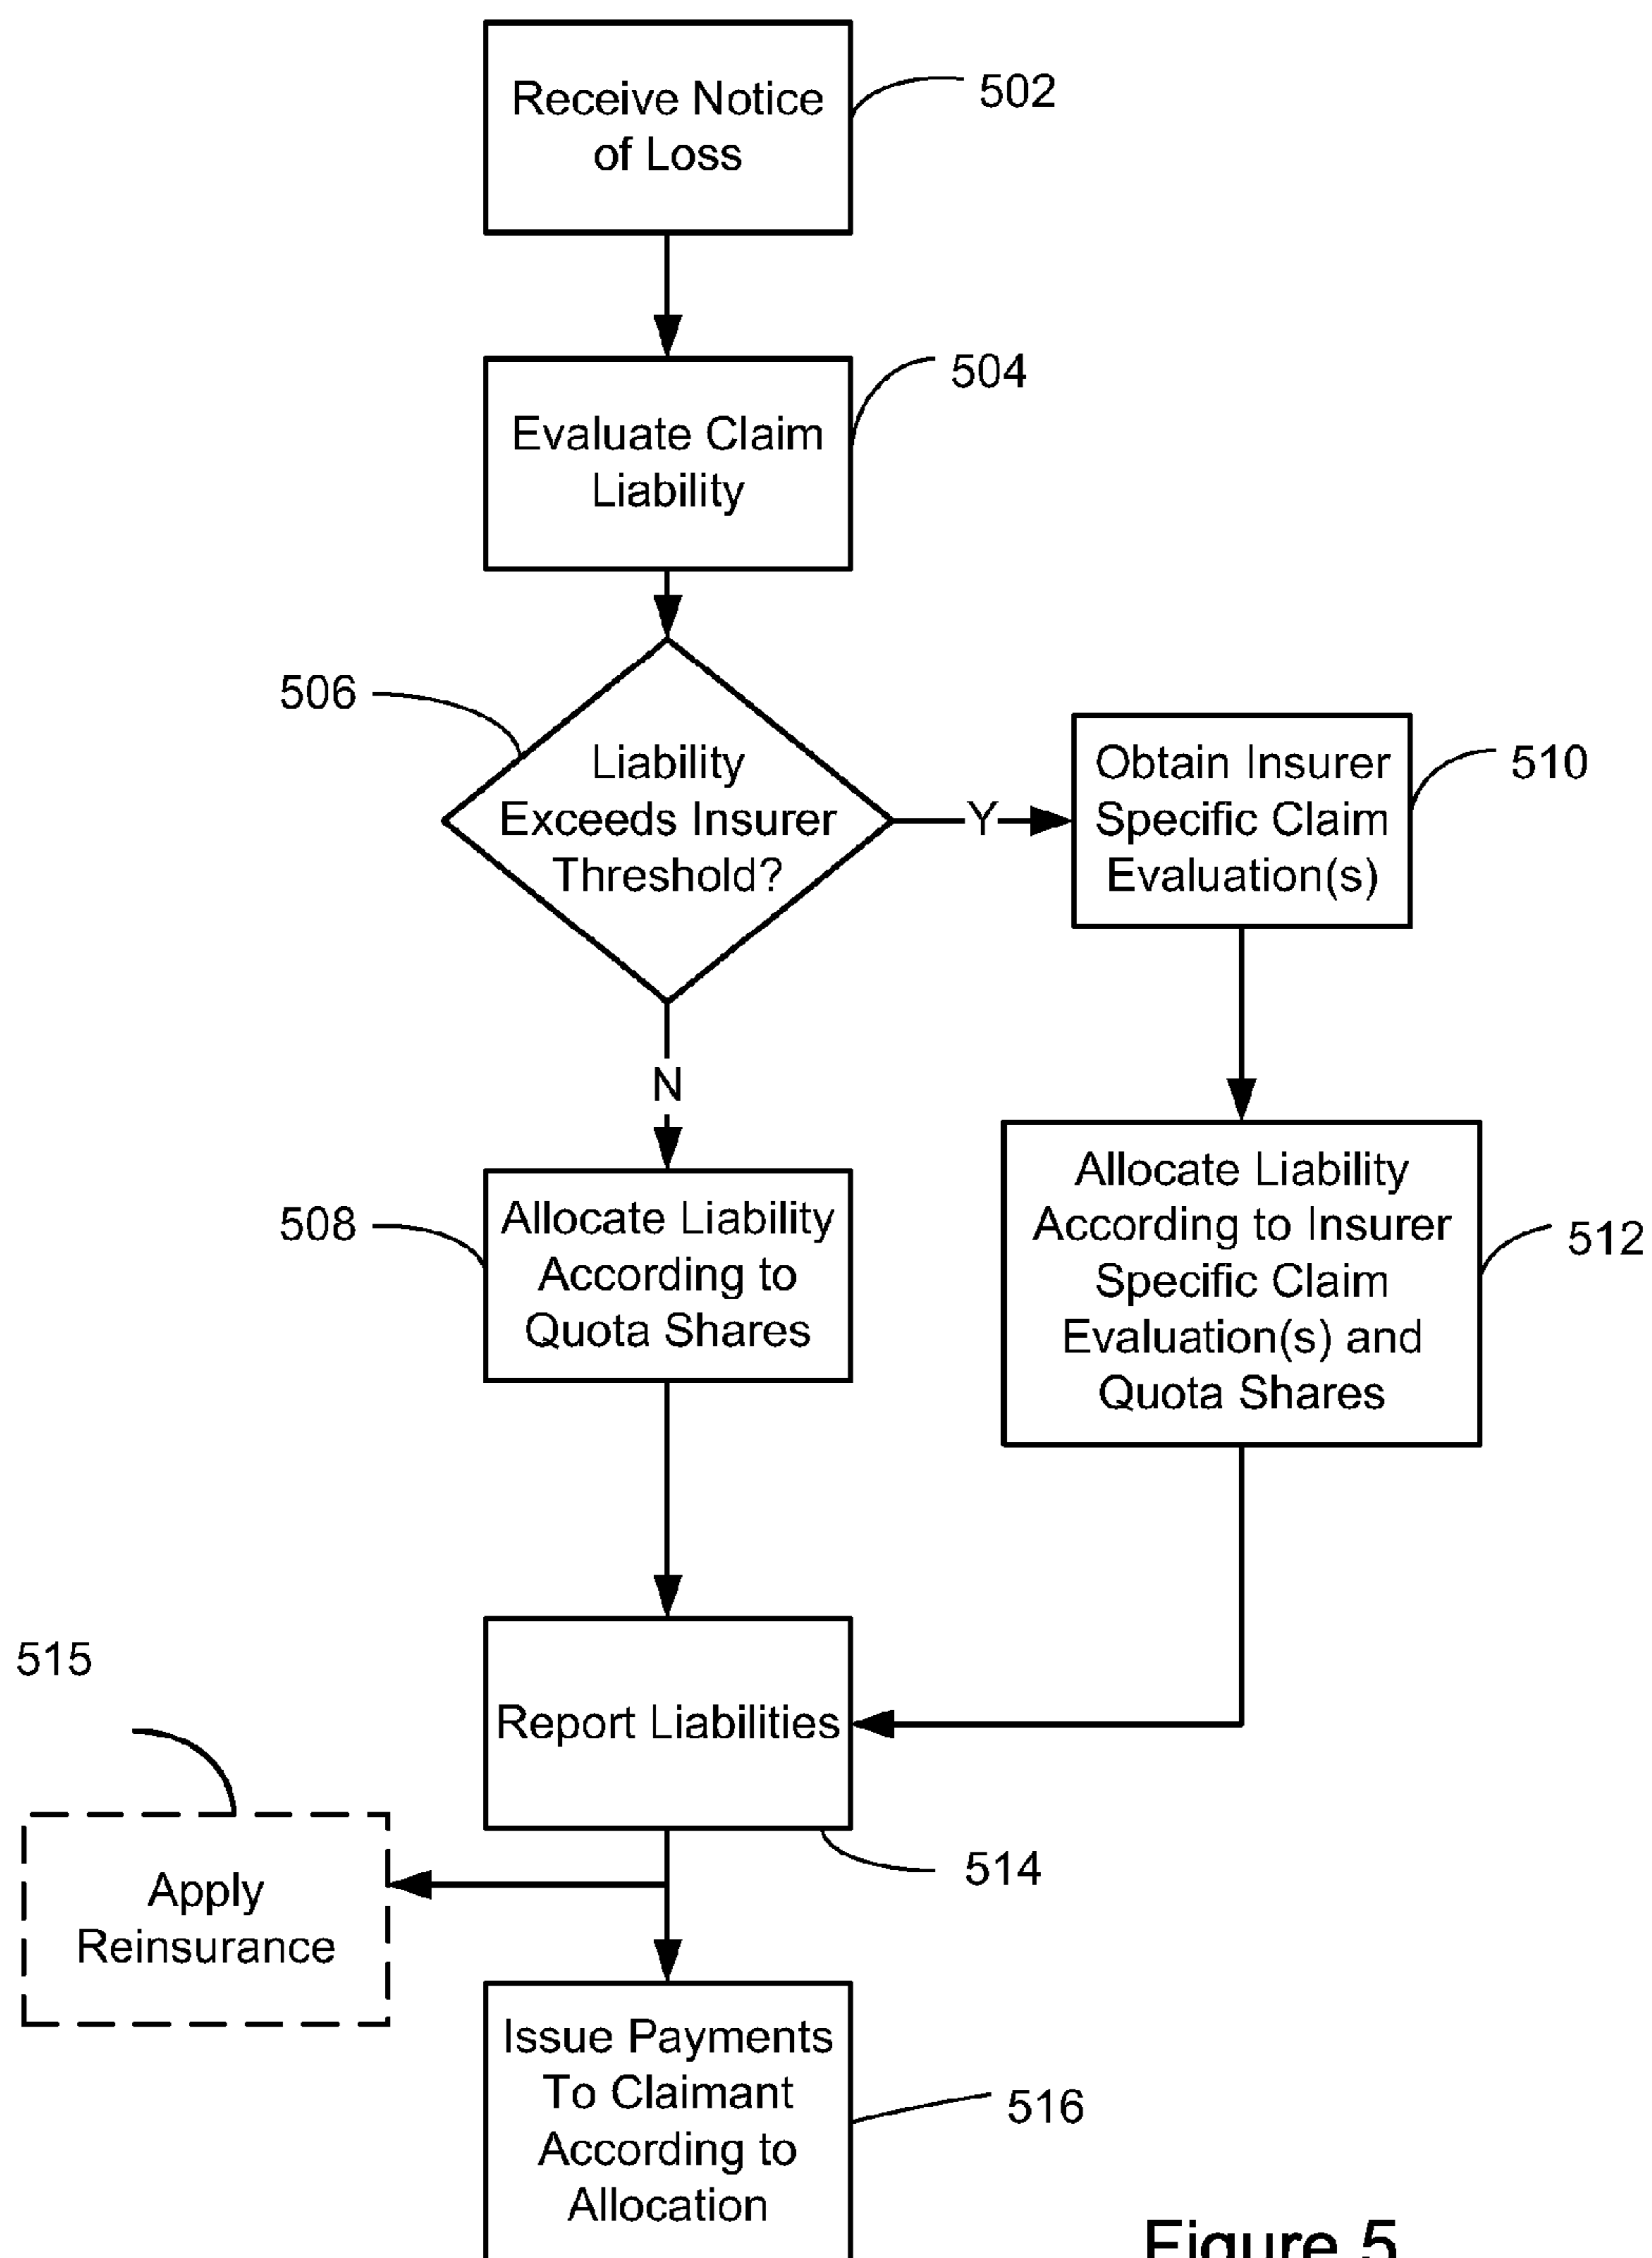 Receive Notice
of Loss
502
Evaluate Claim
Liability
504
506
Liability
Exceeds Insurer
Threshold?
Y
Obtain Insurer
Specific Claim
Evaluation(s)
510
N
508
Allocate Liability
According to
Quota Shares
Allocate Liability
According to Insurer
Specific Claim
Evaluation(s) and
Quota Shares
512
515
Report Liabilities
514
Apply
Reinsurance
Issue Payments
To Claimant
According to
Allocation
516
Figure 5